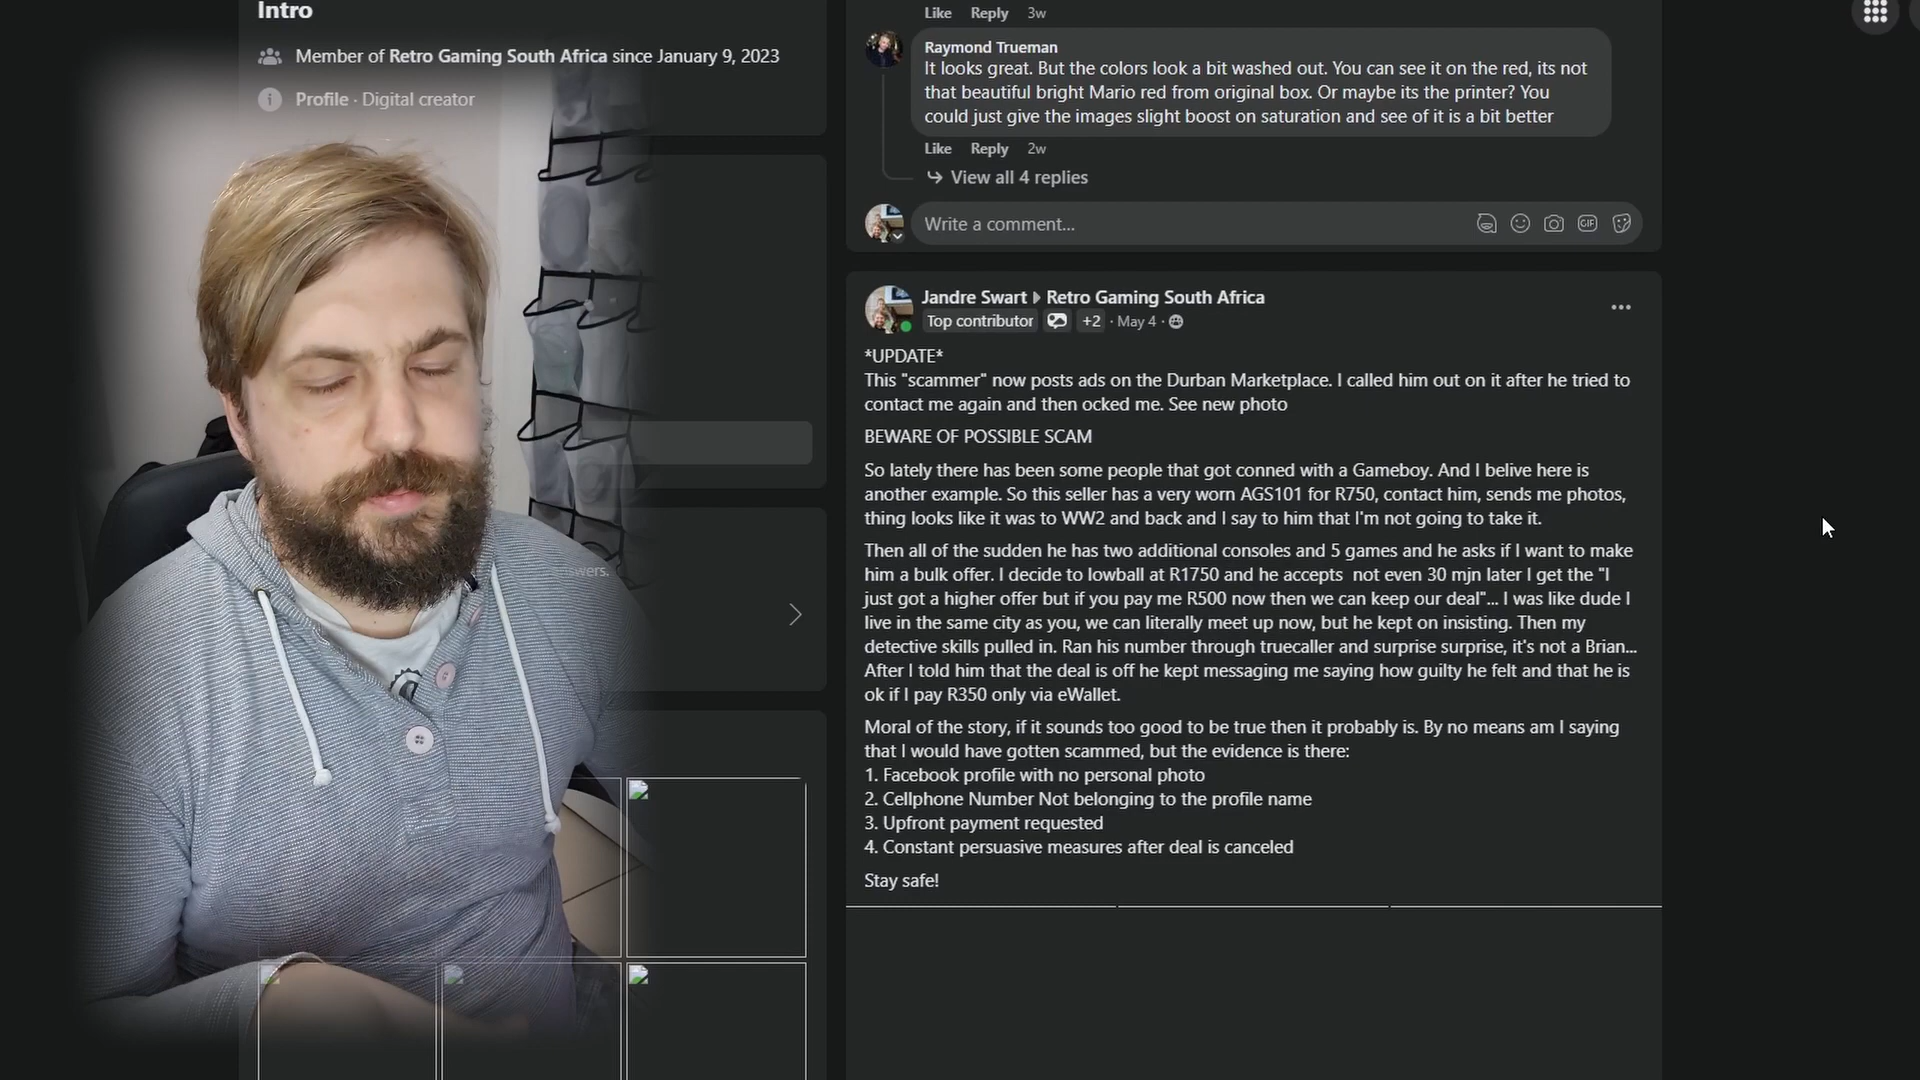 Intro
Member of Retro Gaming South Africa since January 9, 2023
Profile · Digital creator
swers.
Like Reply 3w
Raymond Trueman
It looks great. But the colors look a bit washed out. You can see it on the red, its not
that beautiful bright Mario red from original box. Or maybe its the printer? You
could just give the images slight boost on saturation and see of it is a bit better
Like Reply 2w
View all 4 replies
Write a comment...
GIF
Jandre Swart Retro Gaming South Africa
Top contributor +2 · May 4 ·
*UPDATE*
This "scammer" now posts ads on the Durban Marketplace. I called him out on it after he tried to
contact me again and then ocked me. See new photo
BEWARE OF POSSIBLE SCAM
So lately there has been some people that got conned with a Gameboy. And I belive here is
another example. So this seller has a very worn AGS101 for R750, contact him, sends me photos,
thing looks like it was to WW2 and back and I say to him that I'm not going to take it.
Then all of the sudden he has two additional consoles and 5 games and he asks if I want to make
him a bulk offer. I decide to lowball at R1750 and he accepts not even 30 mjn later I get the "I
just got a higher offer but if you pay me R500 now then we can keep our deal"... I was like dude I
live in the same city as you, we can literally meet up now, but he kept on insisting. Then my
detective skills pulled in. Ran his number through truecaller and surprise surprise, it's not a Brian...
After I told him that the deal is off he kept messaging me saying how guilty he felt and that he is
ok if I pay R350 only via eWallet.
Moral of the story, if it sounds too good to be true then it probably is. By no means am I saying
that I would have gotten scammed, but the evidence is there:
1. Facebook profile with no personal photo
2. Cellphone Number Not belonging to the profile name
3. Upfront payment requested
4. Constant persuasive measures after deal is canceled
Stay safe!